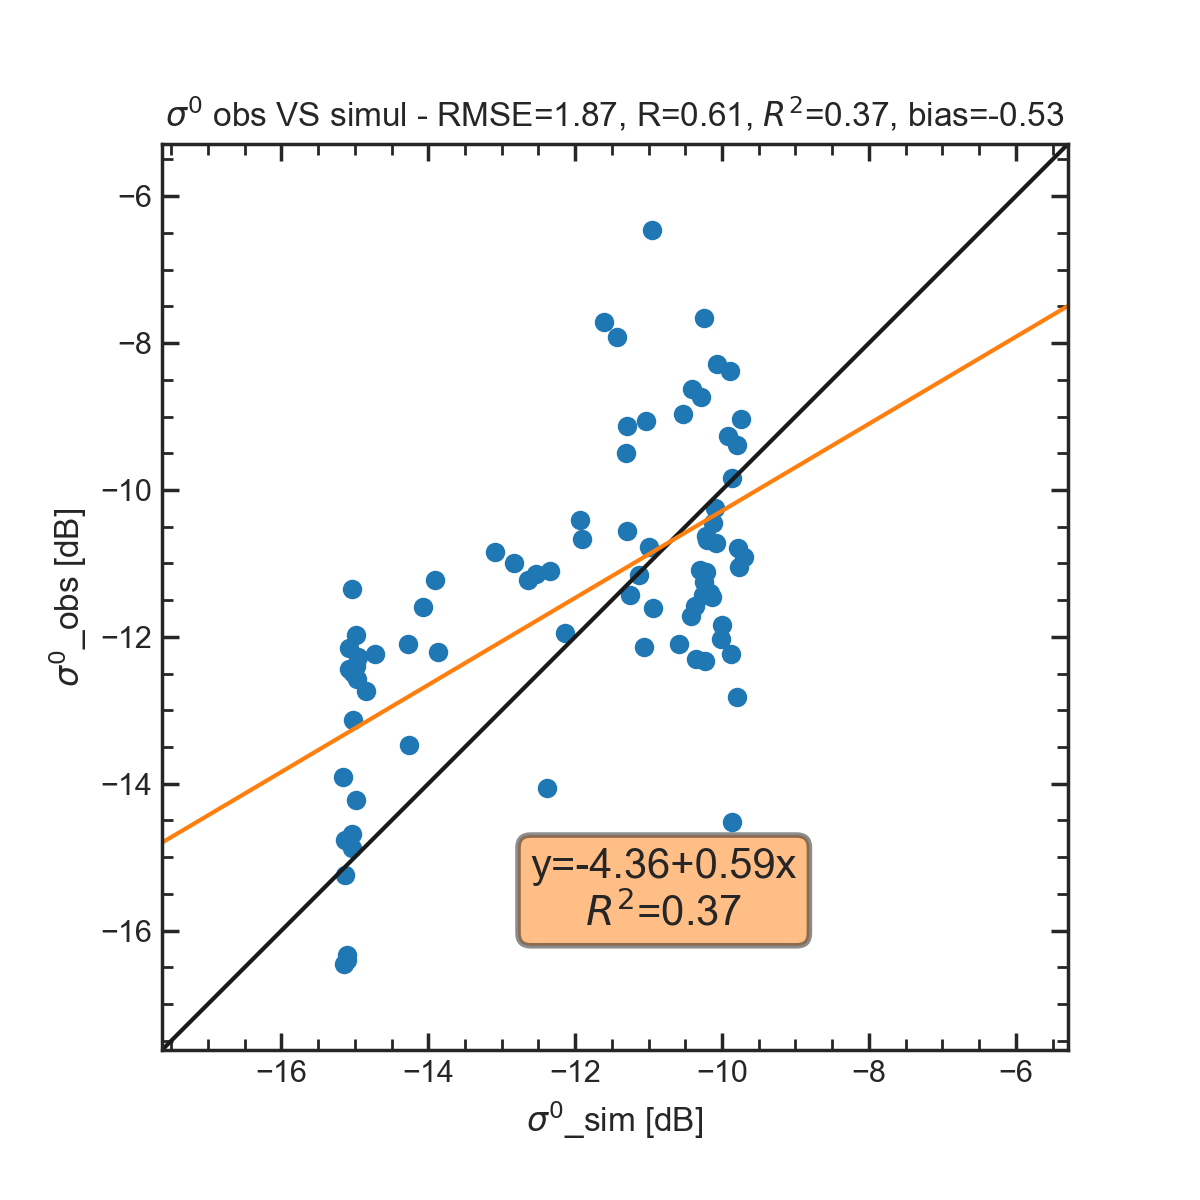 σ⁰ obs VS simul - RMSE=1.87, R=0.61, R²=0.37, bias=-0.53
−6
−8
−10
−12
−14
−16
σ⁰_obs [dB]
y=-4.36+0.59x
R²=0.37
−16 −14 −12 −10 −8 −6
σ⁰_sim [dB]